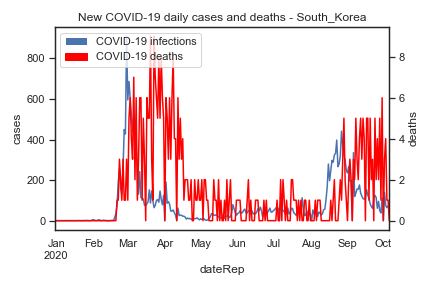 New COVID-19 daily cases and deaths - South_Korea
COVID-19 infections
COVID-19 deaths
cases
800
600
400
200
0
deaths
8
6
4
2
0
Jan
2020
Feb
Mar
Apr
May
Jun
Jul
Aug
Sep
Oct
dateRep